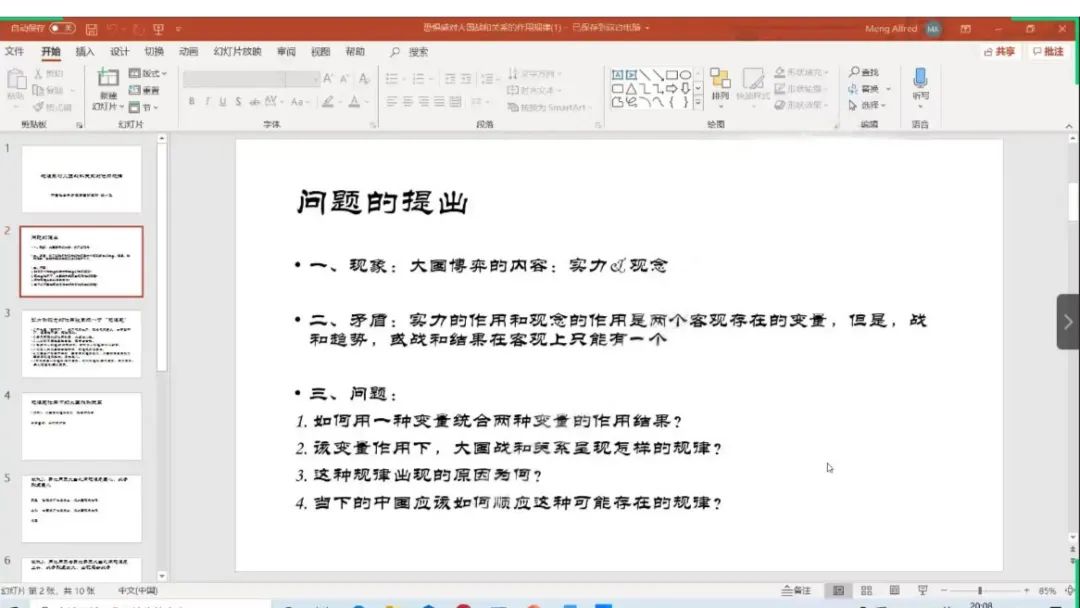 自动保存 关 恐惧感对大国战和关系的作用规律(1) - 已保存到这台电脑 Meng Alfred MA
文件 开始 插入 设计 切换 动画 幻灯片放映 审阅 视图 帮助 搜索 共享 批注
剪切 版式 文字方向 形状填充 查找
粘贴 复制 新建 重置 对齐文本 排列 快速样式 形状轮廓 替换 听写
格式刷 幻灯片 节 B I U S abc AV Aa A 转换为 SmartArt 形状效果 选择
剪贴板 幻灯片 字体 段落 绘图 编辑 语音
1
2
3
4
5
6
问题的提出
• 一、现象：大国博弈的内容：实力&观念
• 二、矛盾：实力的作用和观念的作用是两个客观存在的变量，但是，战
和趋势，或战和结果在客观上只能有一个
• 三、问题：
1. 如何用一种变量统合两种变量的作用结果？
2. 该变量作用下，大国战和关系呈现怎样的规律？
3. 这种规律出现的原因为何？
4. 当下的中国应该如何顺应这种可能存在的规律？
幻灯片 第 2 张，共 10 张 中文(中国) 备注 85%
20:08